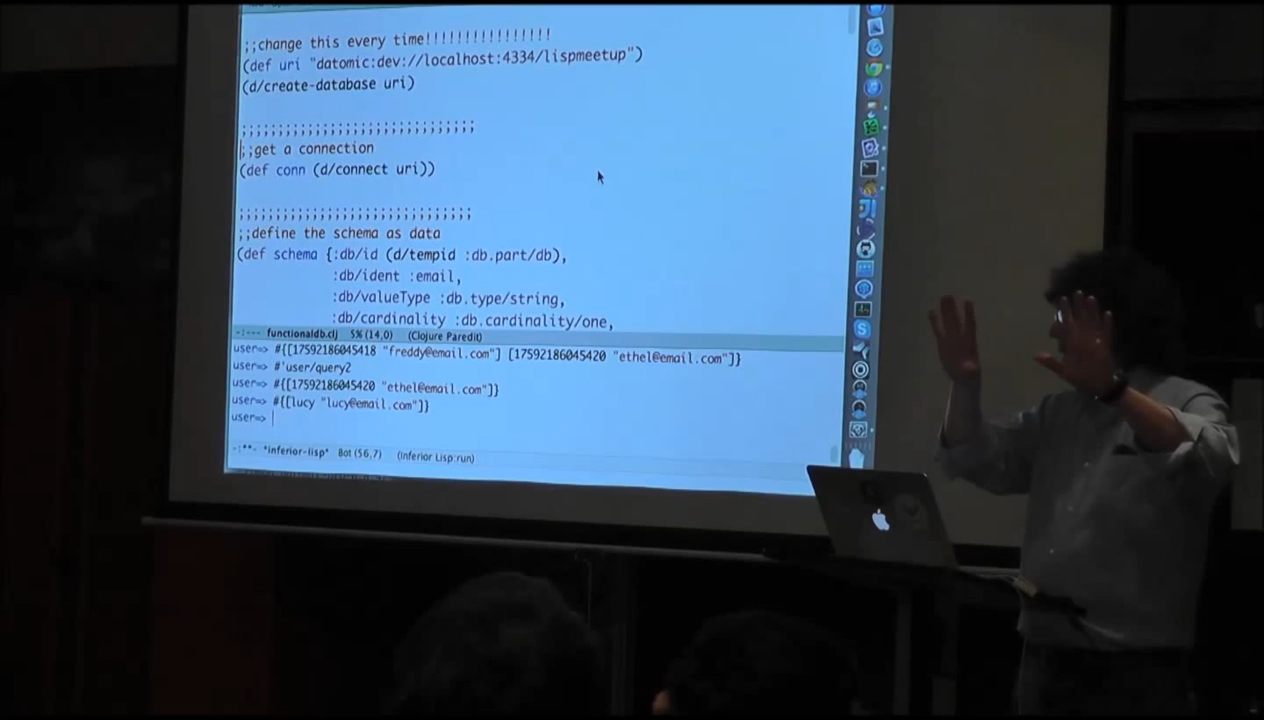 ;;change this every time!!!!!!!!!!!!!!!!
(def uri "datomic:dev://localhost:4334/lispmeetup")
(d/create-database uri)
;;;;;;;;;;;;;;;;;;;;;;;;;;;;;
;;get a connection
(def conn (d/connect uri))
;;;;;;;;;;;;;;;;;;;;;;;;;;;;;
;;define the schema as data
(def schema {:db/id (d/tempid :db.part/db),
:db/ident :email,
:db/valueType :db.type/string,
:db/cardinality :db.cardinality/one,
-:--- functionaldb.clj 5% (14,0) (Clojure Paredit)
user=> #{[17592186045418 "freddy@email.com"] [17592186045420 "ethel@email.com"]}
user=> #'user/query2
user=> #{[17592186045420 "ethel@email.com"]}
user=> #{[lucy "lucy@email.com"]}
user=>
-:**- *inferior-lisp* Bot (56,7) (Inferior Lisp:run)